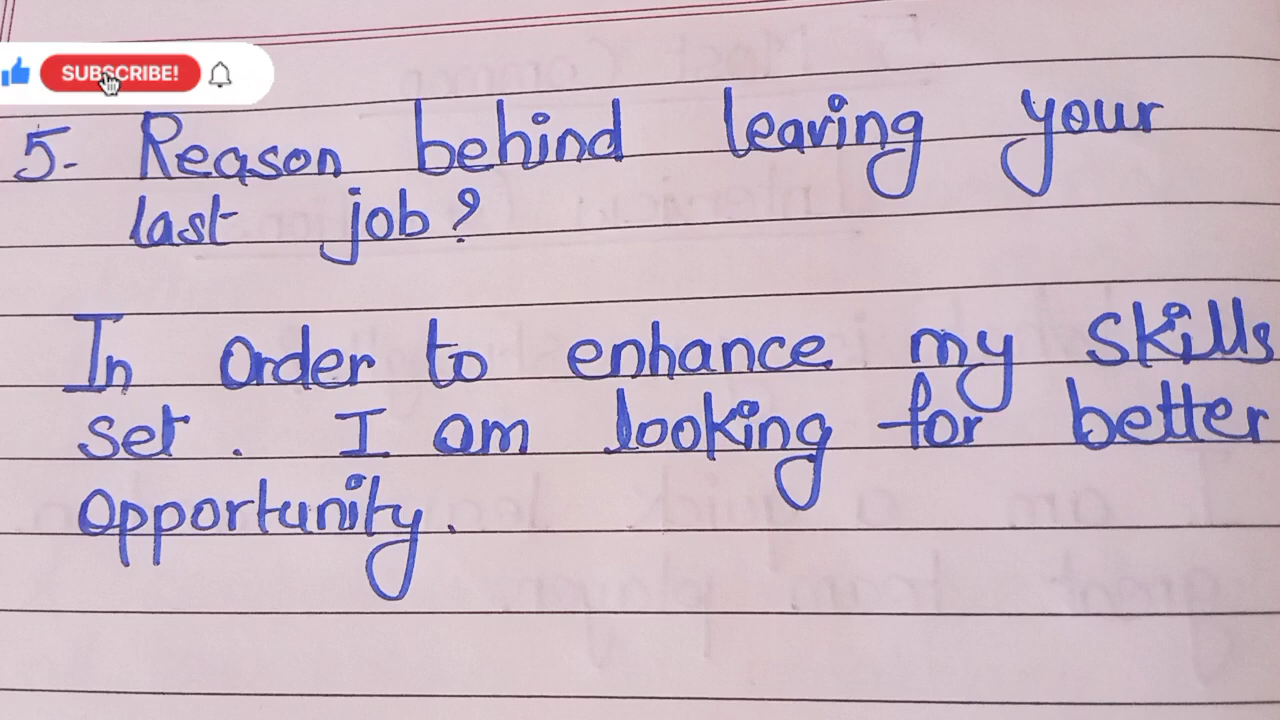 SUBSCRIBE!
5. Reason behind leaving your
last job?
In order to enhance my skills
set. I am looking for better
opportunity.